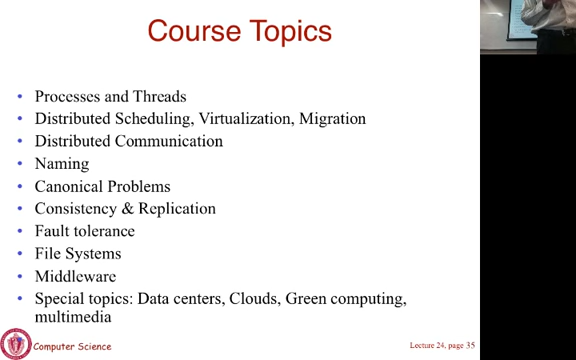 Course Topics
• Processes and Threads
• Distributed Scheduling, Virtualization, Migration
• Distributed Communication
• Naming
• Canonical Problems
• Consistency & Replication
• Fault tolerance
• File Systems
• Middleware
• Special topics: Data centers, Clouds, Green computing,
multimedia
Computer Science
Lecture 24, page 35